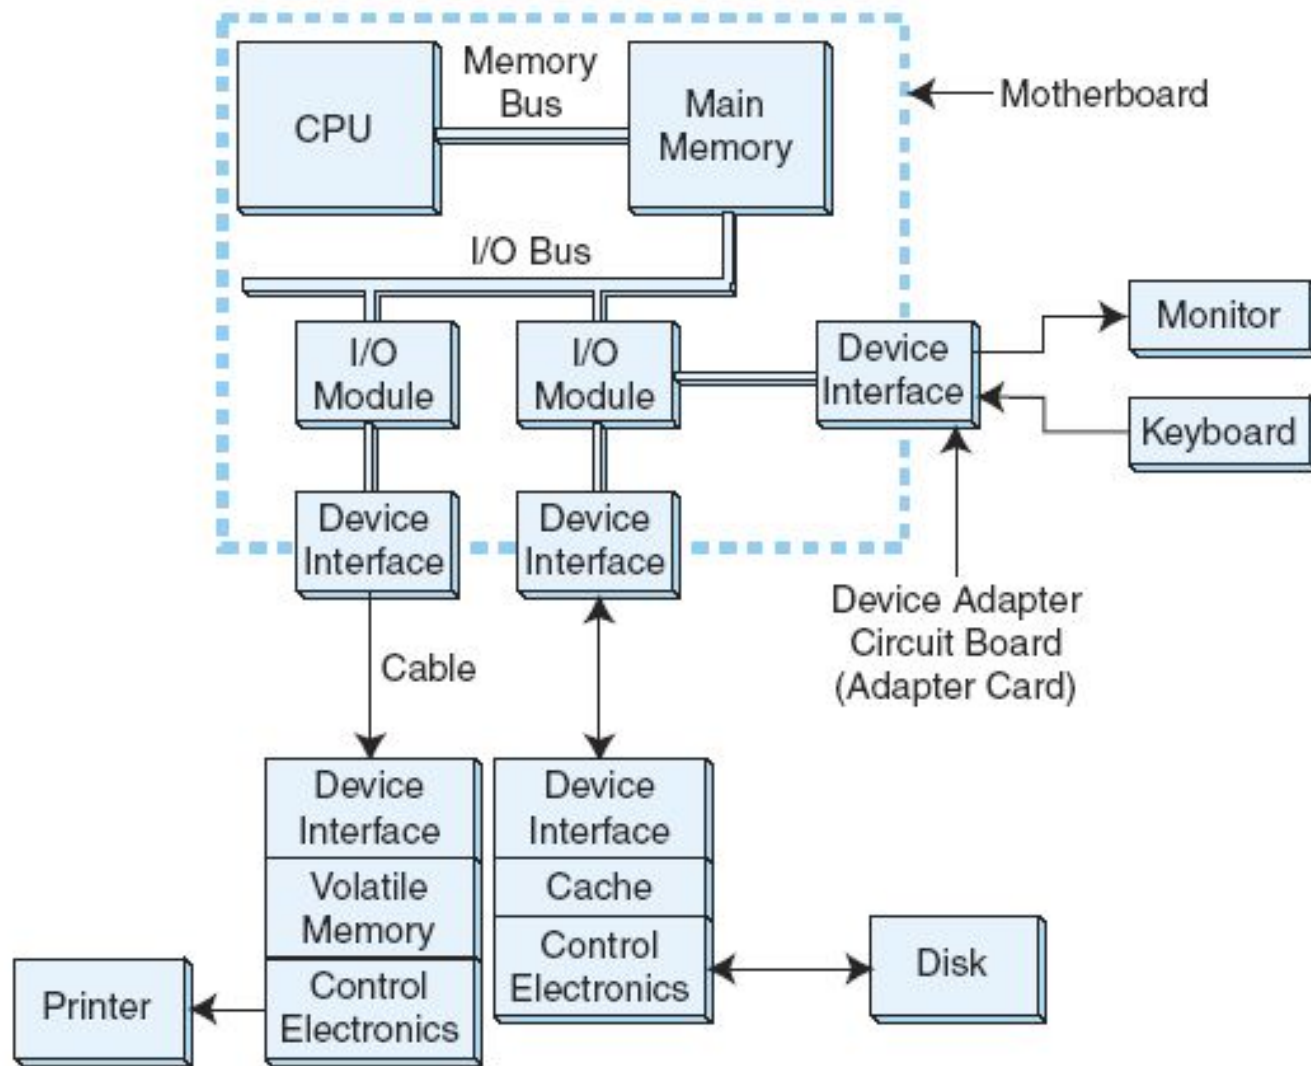 Memory
Bus
CPU
Main
Memory
Motherboard
I/O Bus
I/O
Module
I/O
Module
Device
Interface
Monitor
Keyboard
Device
Interface
Device
Interface
Device Adapter
Circuit Board
(Adapter Card)
Cable
Device
Interface
Volatile
Memory
Control
Electronics
Device
Interface
Cache
Control
Electronics
Disk
Printer